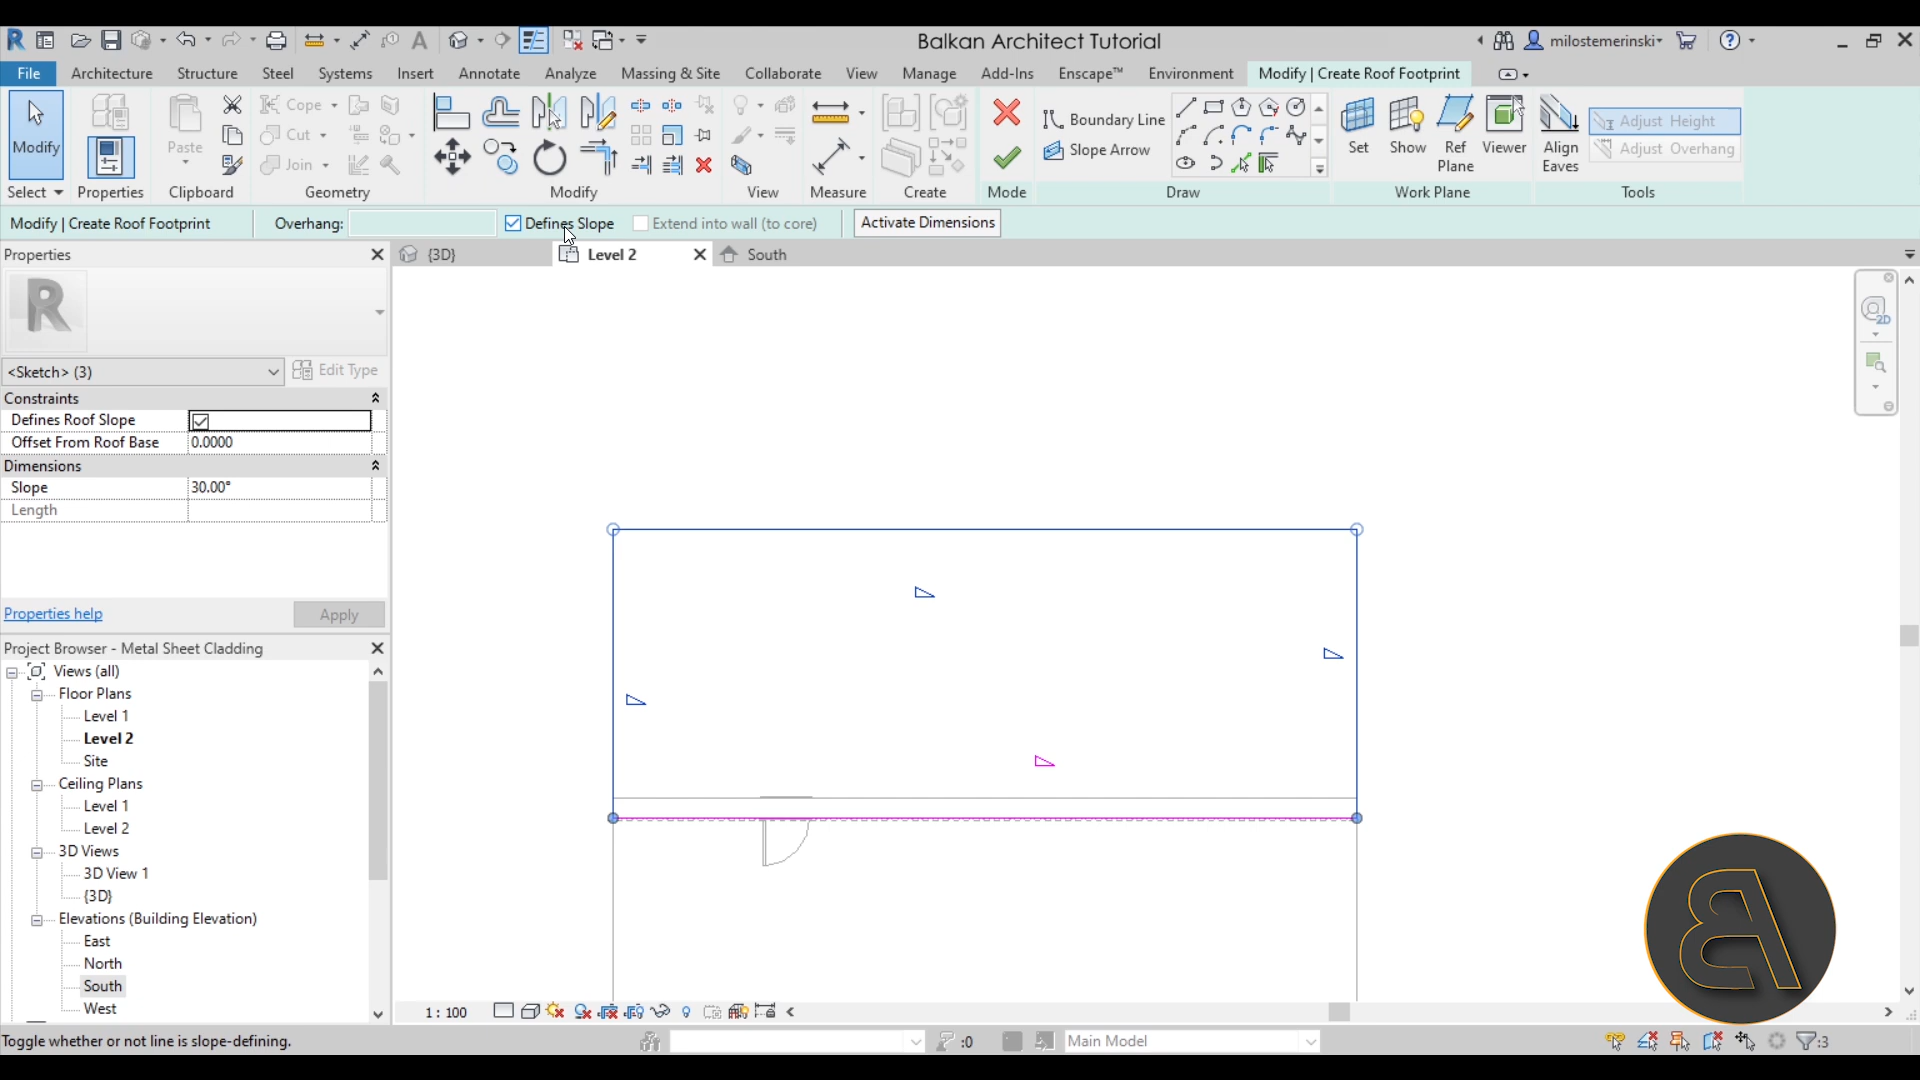 Balkan Architect Tutorial
milostemerinski
File Architecture Structure Steel Systems Insert Annotate Analyze Massing & Site Collaborate View Manage Add-Ins Enscape™ Environment Modify | Create Roof Footprint
Modify
Paste
Cope
Cut
Join
Boundary Line
Slope Arrow
Set
Show
Ref
Plane
Viewer
Align
Eaves
Adjust Height
Adjust Overhang
Select Properties Clipboard Geometry Modify View Measure Create Mode Draw Work Plane Tools
Modify | Create Roof Footprint Overhang: Defines Slope Extend into wall (to core) Activate Dimensions
Properties
{3D} Level 2 South
R
2D
<Sketch> (3) Edit Type
Constraints
Defines Roof Slope
Offset From Roof Base 0.0000
Dimensions
Slope 30.00°
Length
Properties help Apply
Project Browser - Metal Sheet Cladding
Views (all)
Floor Plans
Level 1
Level 2
Site
Ceiling Plans
Level 1
Level 2
3D Views
3D View 1
{3D}
Elevations (Building Elevation)
East
North
South
West
1 : 100
Toggle whether or not line is slope-defining. :0 Main Model :3